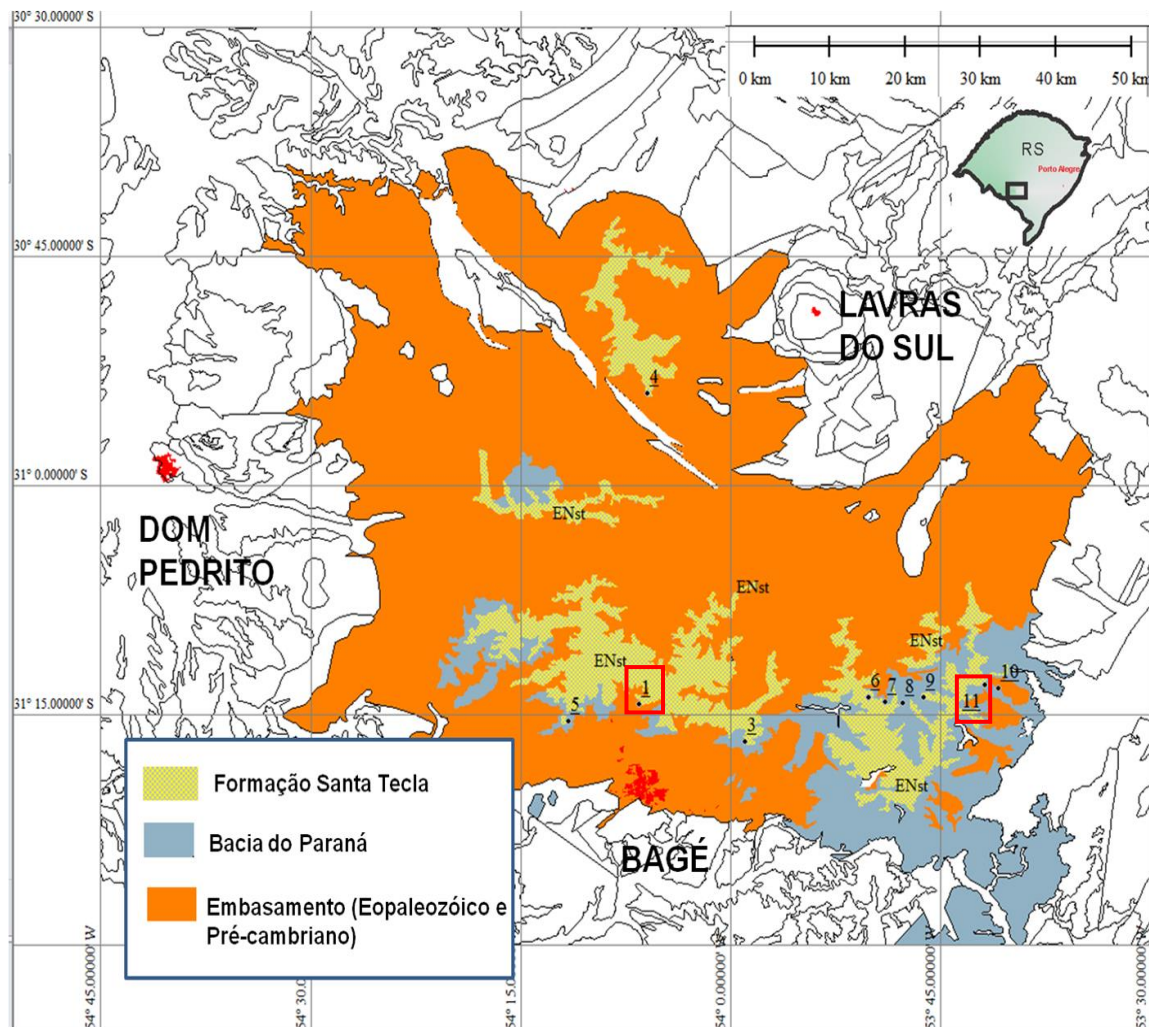 30° 30.00000' S
0 km 10 km 20 km 30 km 40 km 50 km
RS
Porto Alegre
30° 45.00000' S
LAVRAS
DO SUL
4
31° 0.00000' S
ENst
DOM
PEDRITO
ENst
ENst
ENst
1
6 7 8 9 10
11
5
31° 15.00000' S
3
ENst
Formação Santa Tecla
Bacia do Paraná
BAGÉ
Embasamento (Eopaleozóico e
Pré-cambriano)
54° 45.00000' W
54° 30.00000' W
54° 15.00000' W
54° 0.00000' W
53° 45.00000' W
53° 30.00000' W